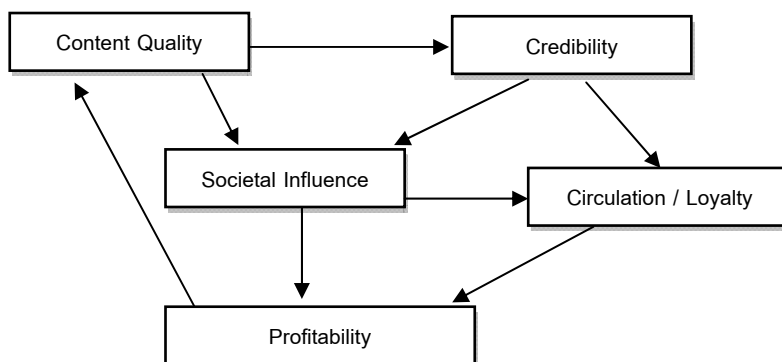 Content Quality
Credibility
Societal Influence
Circulation / Loyalty
Profitability